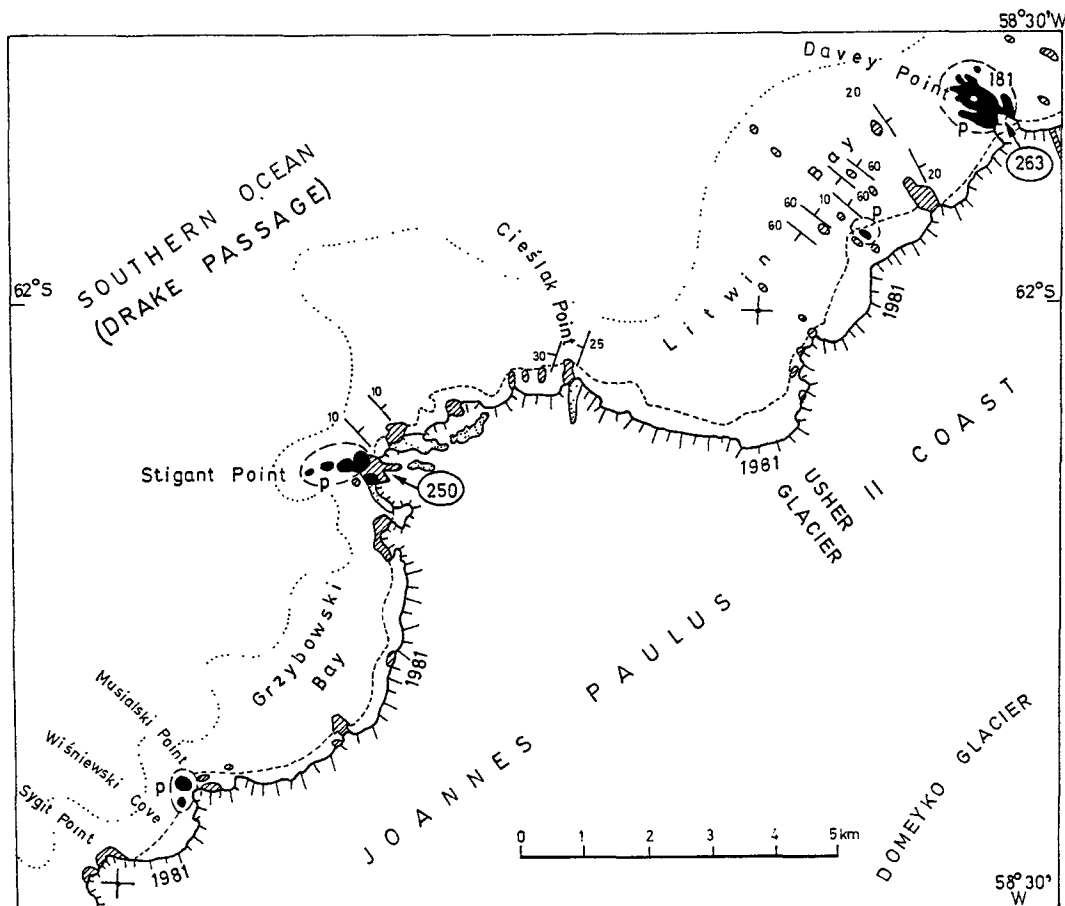 58°30'W
Davey Point
181
20
P
263
SOUTHERN OCEAN
(DRAKE PASSAGE)
Litwin Bay
60
60
20
60
10
60
60
P
Cieślak Point
62°S
62°S
1981
30
25
10
10
Stigant Point
P
250
1981
USHER
GLACIER
JOANNES PAULUS II COAST
Grzybowski
Bay
1981
Musialski Point
Wiśniewski Cove
Sygit Point
P
1981
0 1 2 3 4 5km
DOMEYKO GLACIER
58°30'
W